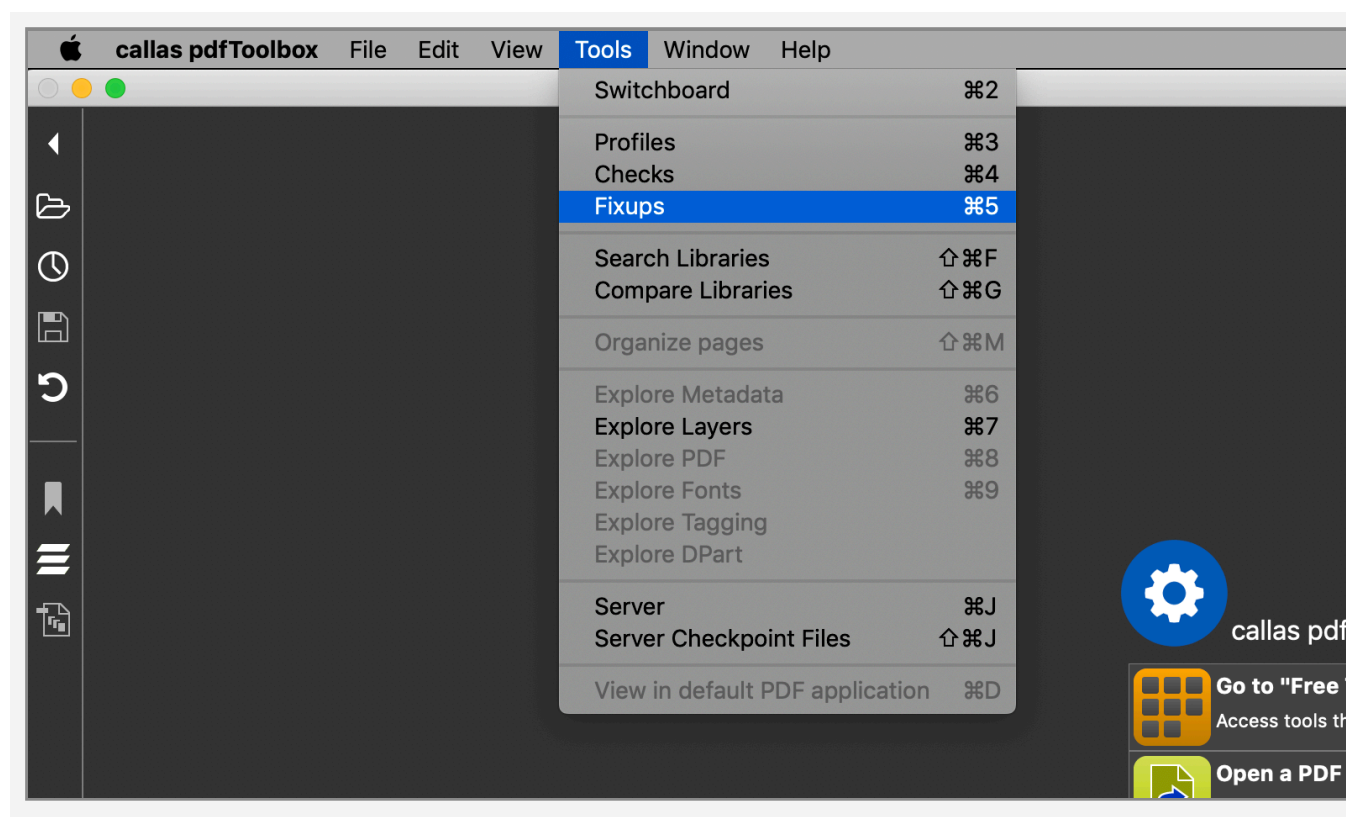 callas pdfToolbox File Edit View Tools Window Help
Switchboard ⌘2
Profiles ⌘3
Checks ⌘4
Fixups ⌘5
Search Libraries ⇧⌘F
Compare Libraries ⇧⌘G
Organize pages ⇧⌘M
Explore Metadata ⌘6
Explore Layers ⌘7
Explore PDF ⌘8
Explore Fonts ⌘9
Explore Tagging
Explore DPart
Server ⌘J
Server Checkpoint Files ⇧⌘J
View in default PDF application ⌘D
callas pdf
Go to "Free
Access tools
Open a PDF